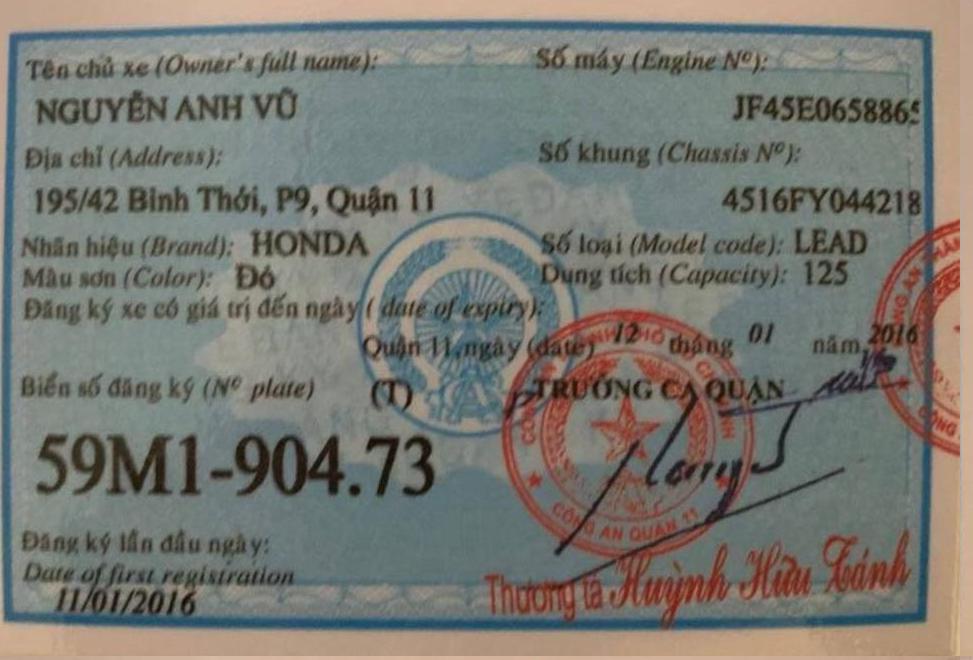 Tên chủ xe (Owner's full name):
NGUYỄN ANH VŨ
Số máy (Engine Nº):
JF45E0658865
Địa chỉ (Address):
195/42 Bình Thới, P9, Quận 11
Số khung (Chassis Nº):
4516FY044218
Nhãn hiệu (Brand): HONDA
Số loại (Model code): LEAD
Màu sơn (Color): Đỏ
Dung tích (Capacity): 125
Đăng ký xe có giá trị đến ngày ( date of expiry):
Quận 11,ngày (date) 12 tháng 01 năm 2016
Biển số đăng ký (Nº plate) (T)
TRƯỞNG CA QUẬN
59M1-904.73
CÔNG AN QUẬN 11
Đăng ký lần đầu ngày:
Date of first registration
11/01/2016
Thượng tá Huỳnh Hữu Tánh